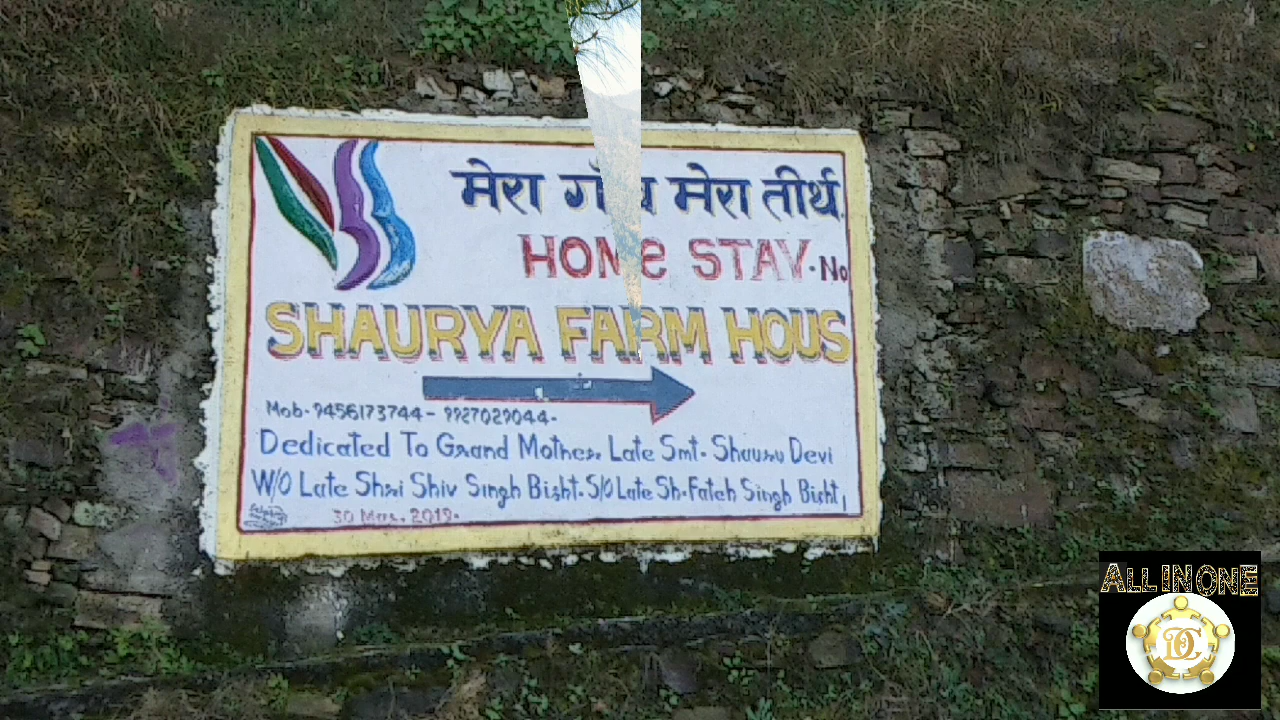 मेरा गाँव मेरा तीर्थ
HOME STAY. No
SHAURYA FARM HOUS
Mob. 9456173744 - 9927029044.
Dedicated To Grand Mother. Late Smt. Shauru Devi
W/O Late Shri Shiv Singh Bisht. S/O Late Sh. Fateh Singh Bisht,
30 Mar. 2019.
ALL IN ONE